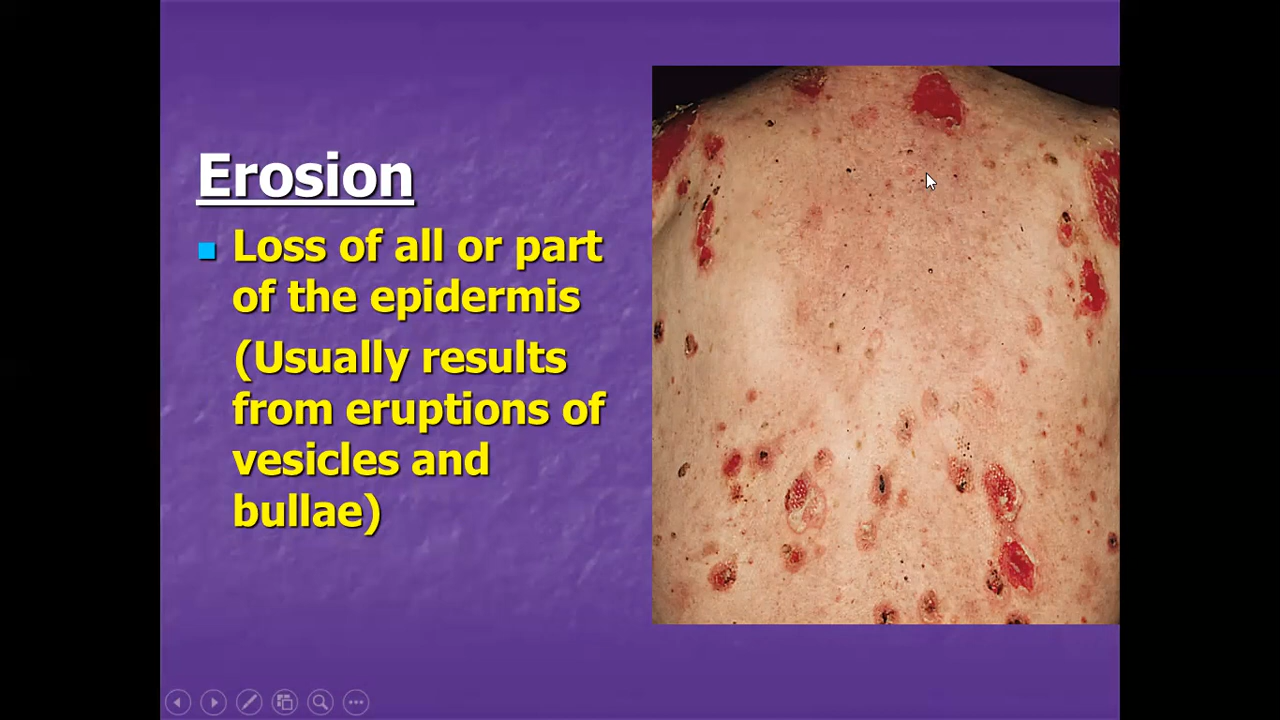 Erosion
Loss of all or part
of the epidermis
(Usually results
from eruptions of
vesicles and
bullae)